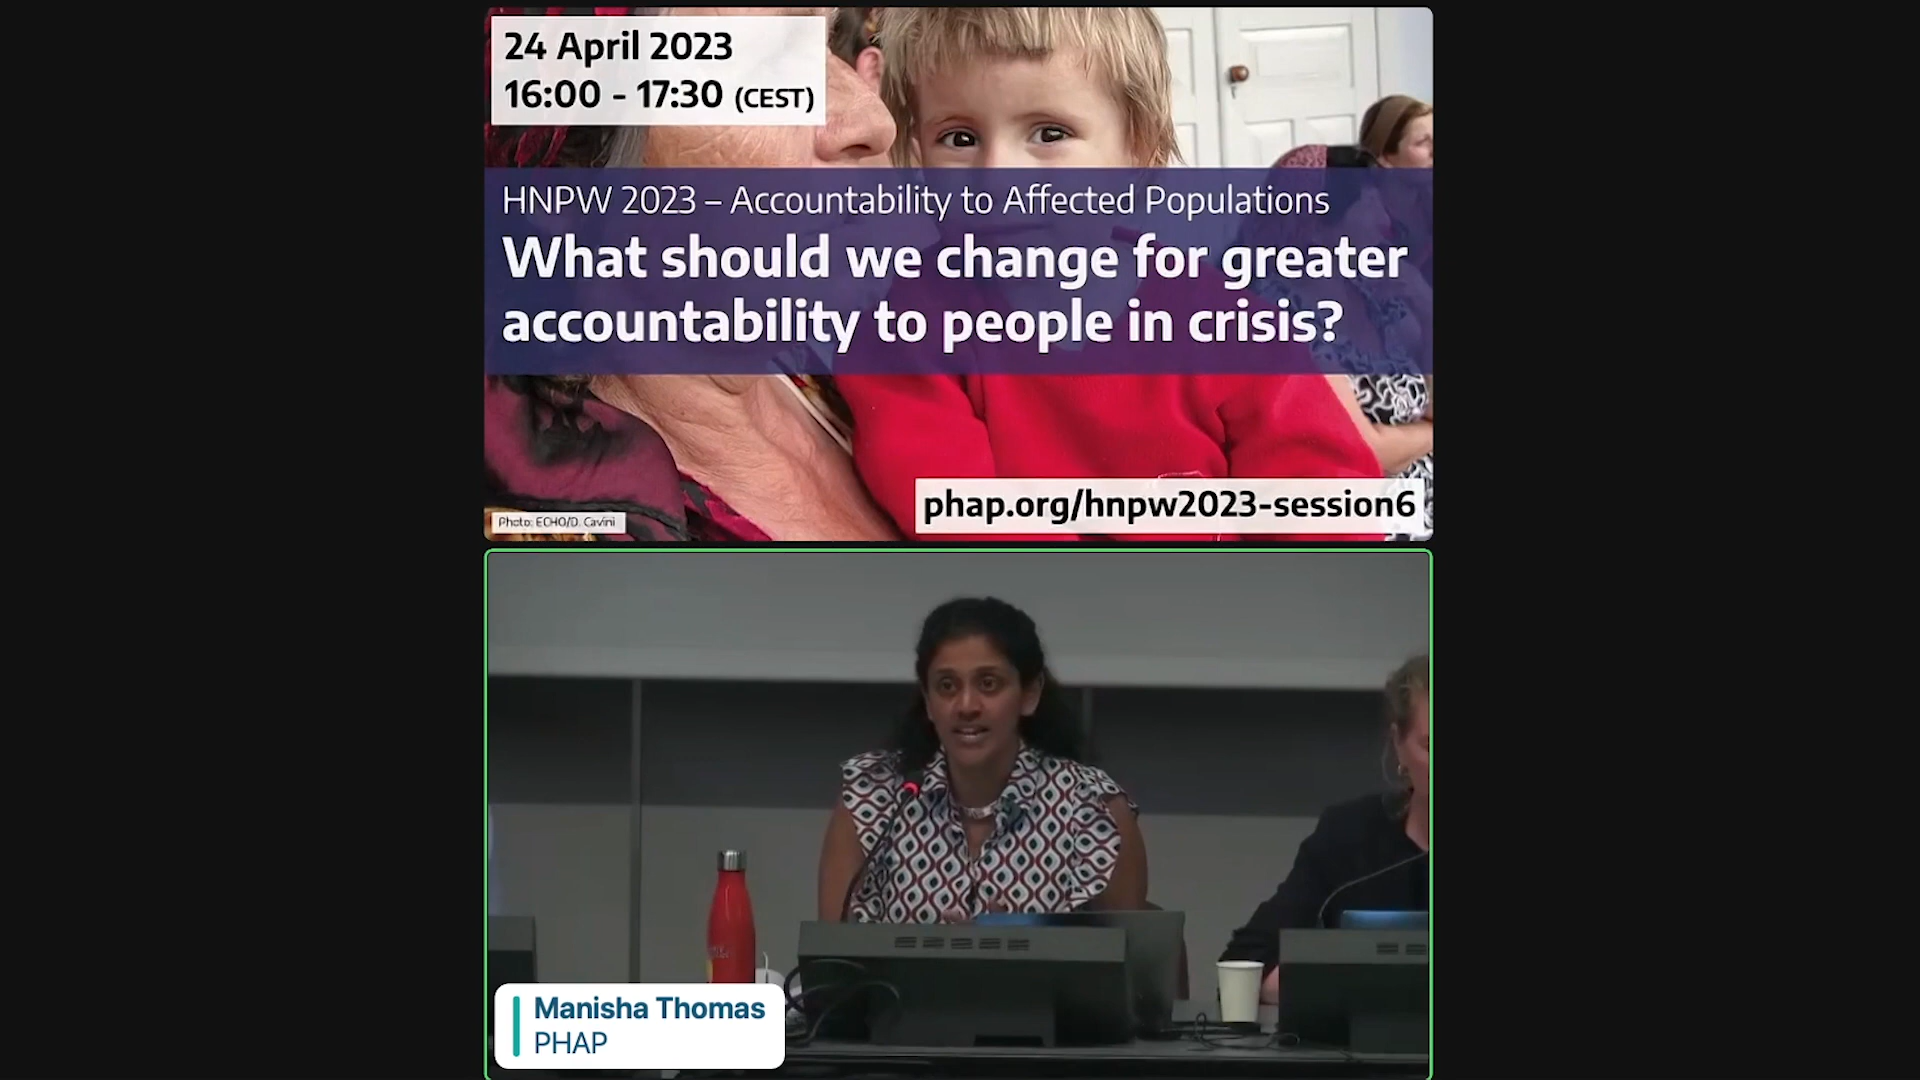 24 April 2023
16:00 - 17:30 (CEST)
HNPW 2023 – Accountability to Affected Populations
What should we change for greater
accountability to people in crisis?
phap.org/hnpw2023-session6
Photo: ECHO/D. Cavini
Manisha Thomas
PHAP